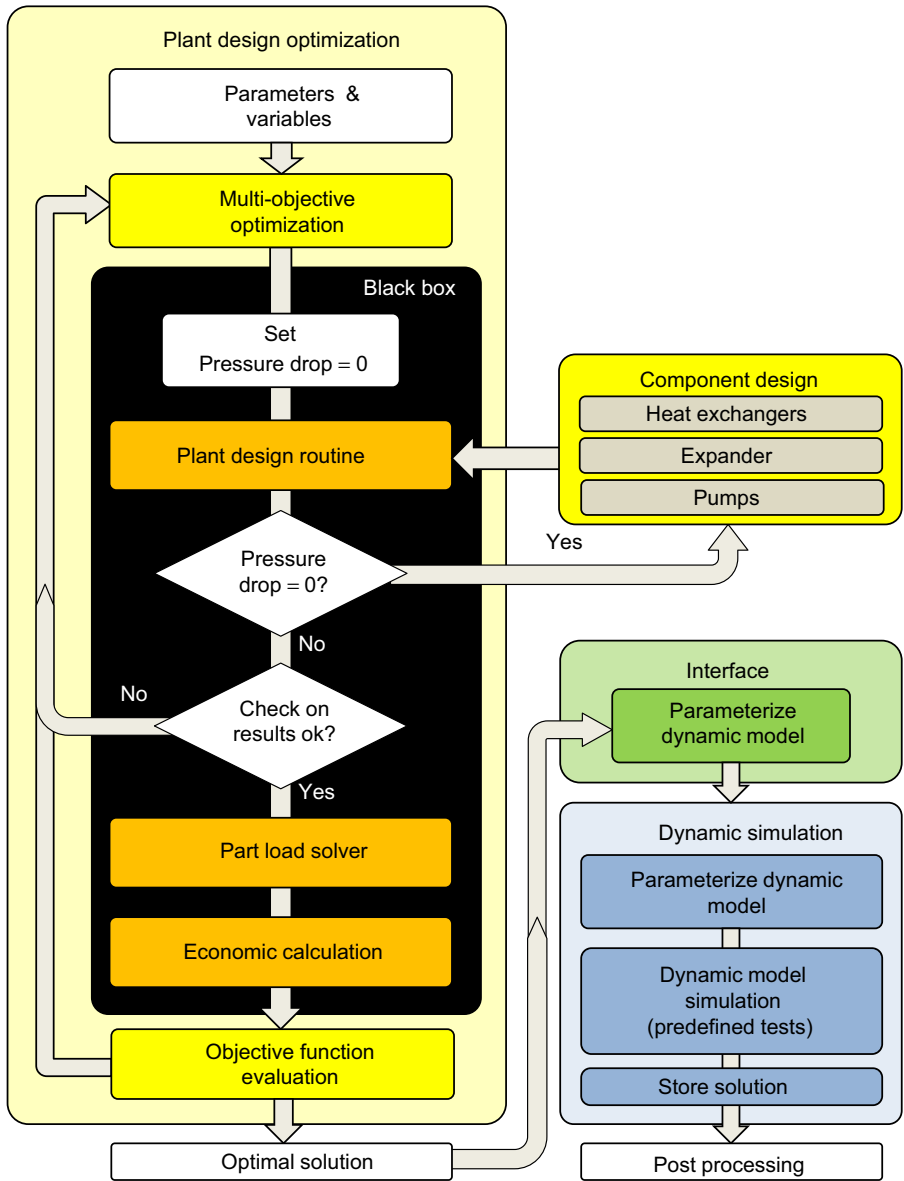 Plant design optimization
Parameters &
variables
Multi-objective
optimization
Black box
Set
Pressure drop = 0
Plant design routine
Pressure
drop = 0?
Yes
No
Check on
results ok?
No
Yes
Part load solver
Economic calculation
Objective function
evaluation
Optimal solution
Component design
Heat exchangers
Expander
Pumps
Interface
Parameterize
dynamic model
Dynamic simulation
Parameterize dynamic
model
Dynamic model
simulation
(predefined tests)
Store solution
Post processing